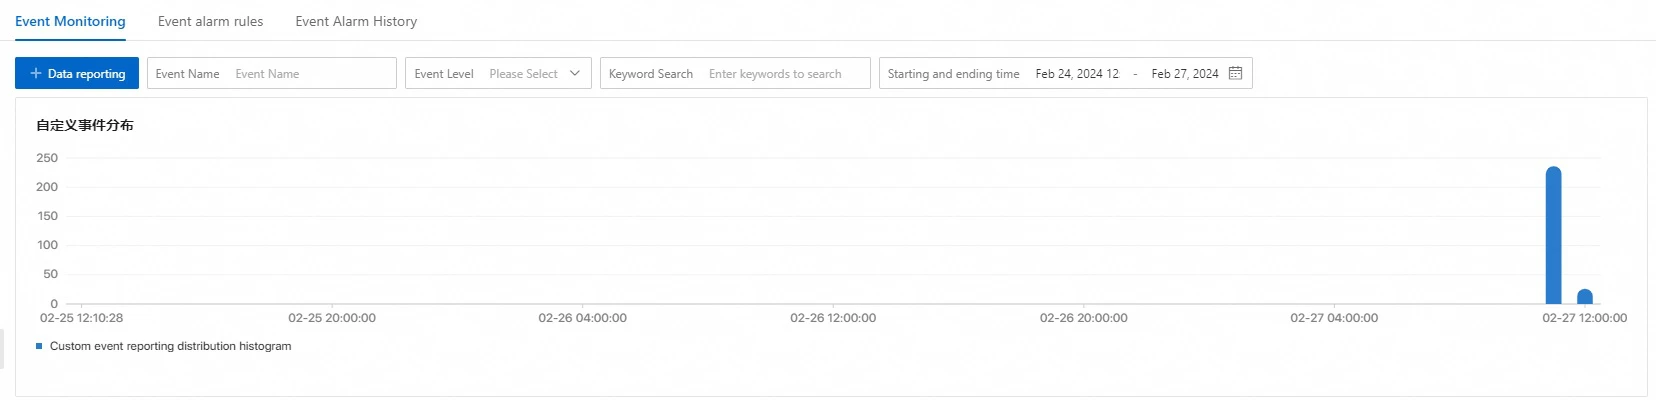 Event Monitoring Event alarm rules Event Alarm History
+ Data reporting Event Name Event Name Event Level Please Select Keyword Search Enter keywords to search Starting and ending time Feb 24, 2024 12 - Feb 27, 2024
自定义事件分布
250
200
150
100
50
0
02-25 12:10:28 02-25 20:00:00 02-26 04:00:00 02-26 12:00:00 02-26 20:00:00 02-27 04:00:00 02-27 12:00:00
Custom event reporting distribution histogram